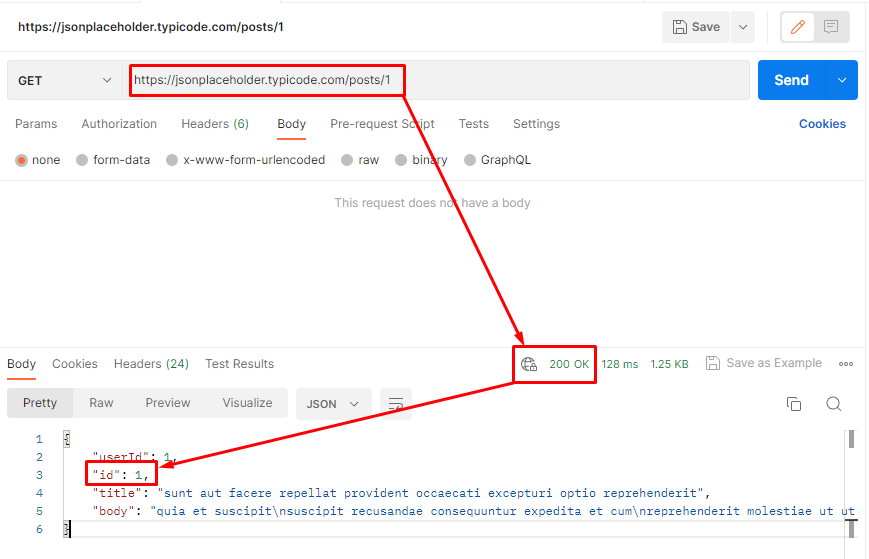 https://jsonplaceholder.typicode.com/posts/1 Save
GET https://jsonplaceholder.typicode.com/posts/1 Send
Params Authorization Headers (6) Body Pre-request Script Tests Settings Cookies
none form-data x-www-form-urlencoded raw binary GraphQL
This request does not have a body
Body Cookies Headers (24) Test Results 200 OK 128 ms 1.25 KB Save as Example
Pretty Raw Preview Visualize JSON
1 {
2 "userId": 1,
3 "id": 1,
4 "title": "sunt aut facere repellat provident occaecati excepturi optio reprehenderit",
5 "body": "quia et suscipit\nsuscipit recusandae consequuntur expedita et cum\nreprehenderit molestiae ut ut
6 }